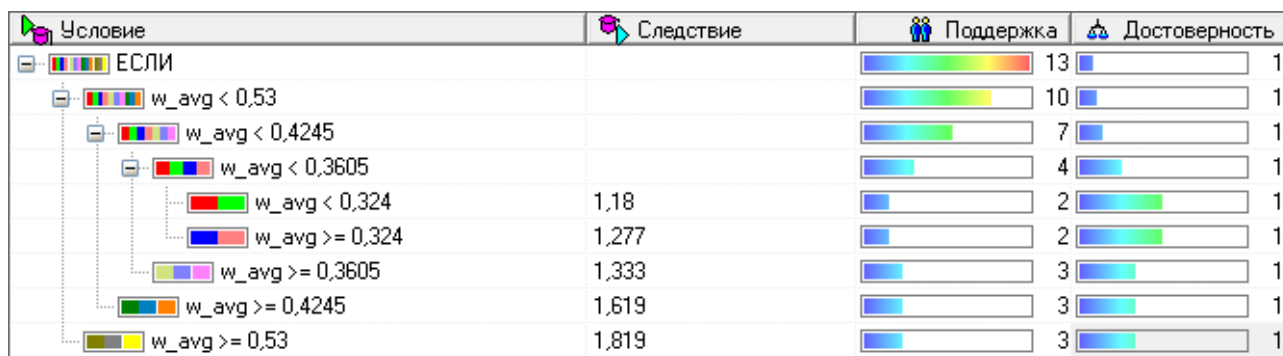 Условие Следствие Поддержка Достоверность
ЕСЛИ 13 1
w_avg < 0,53 10 1
w_avg < 0,4245 7 1
w_avg < 0,3605 4 1
w_avg < 0,324 1,18 2 1
w_avg >= 0,324 1,277 2 1
w_avg >= 0,3605 1,333 3 1
w_avg >= 0,4245 1,619 3 1
w_avg >= 0,53 1,819 3 1